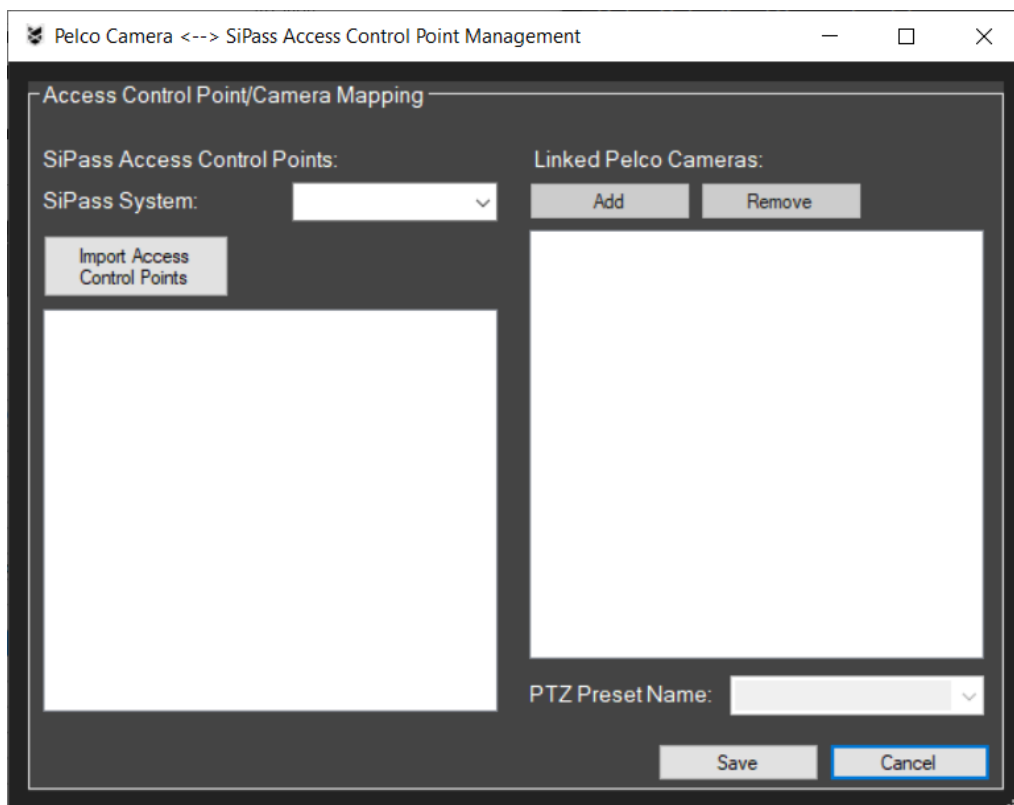 Pelco Camera <--> SiPass Access Control Point Management
Access Control Point/Camera Mapping
SiPass Access Control Points:
SiPass System:
Import Access
Control Points
Linked Pelco Cameras:
Add
Remove
PTZ Preset Name:
Save
Cancel